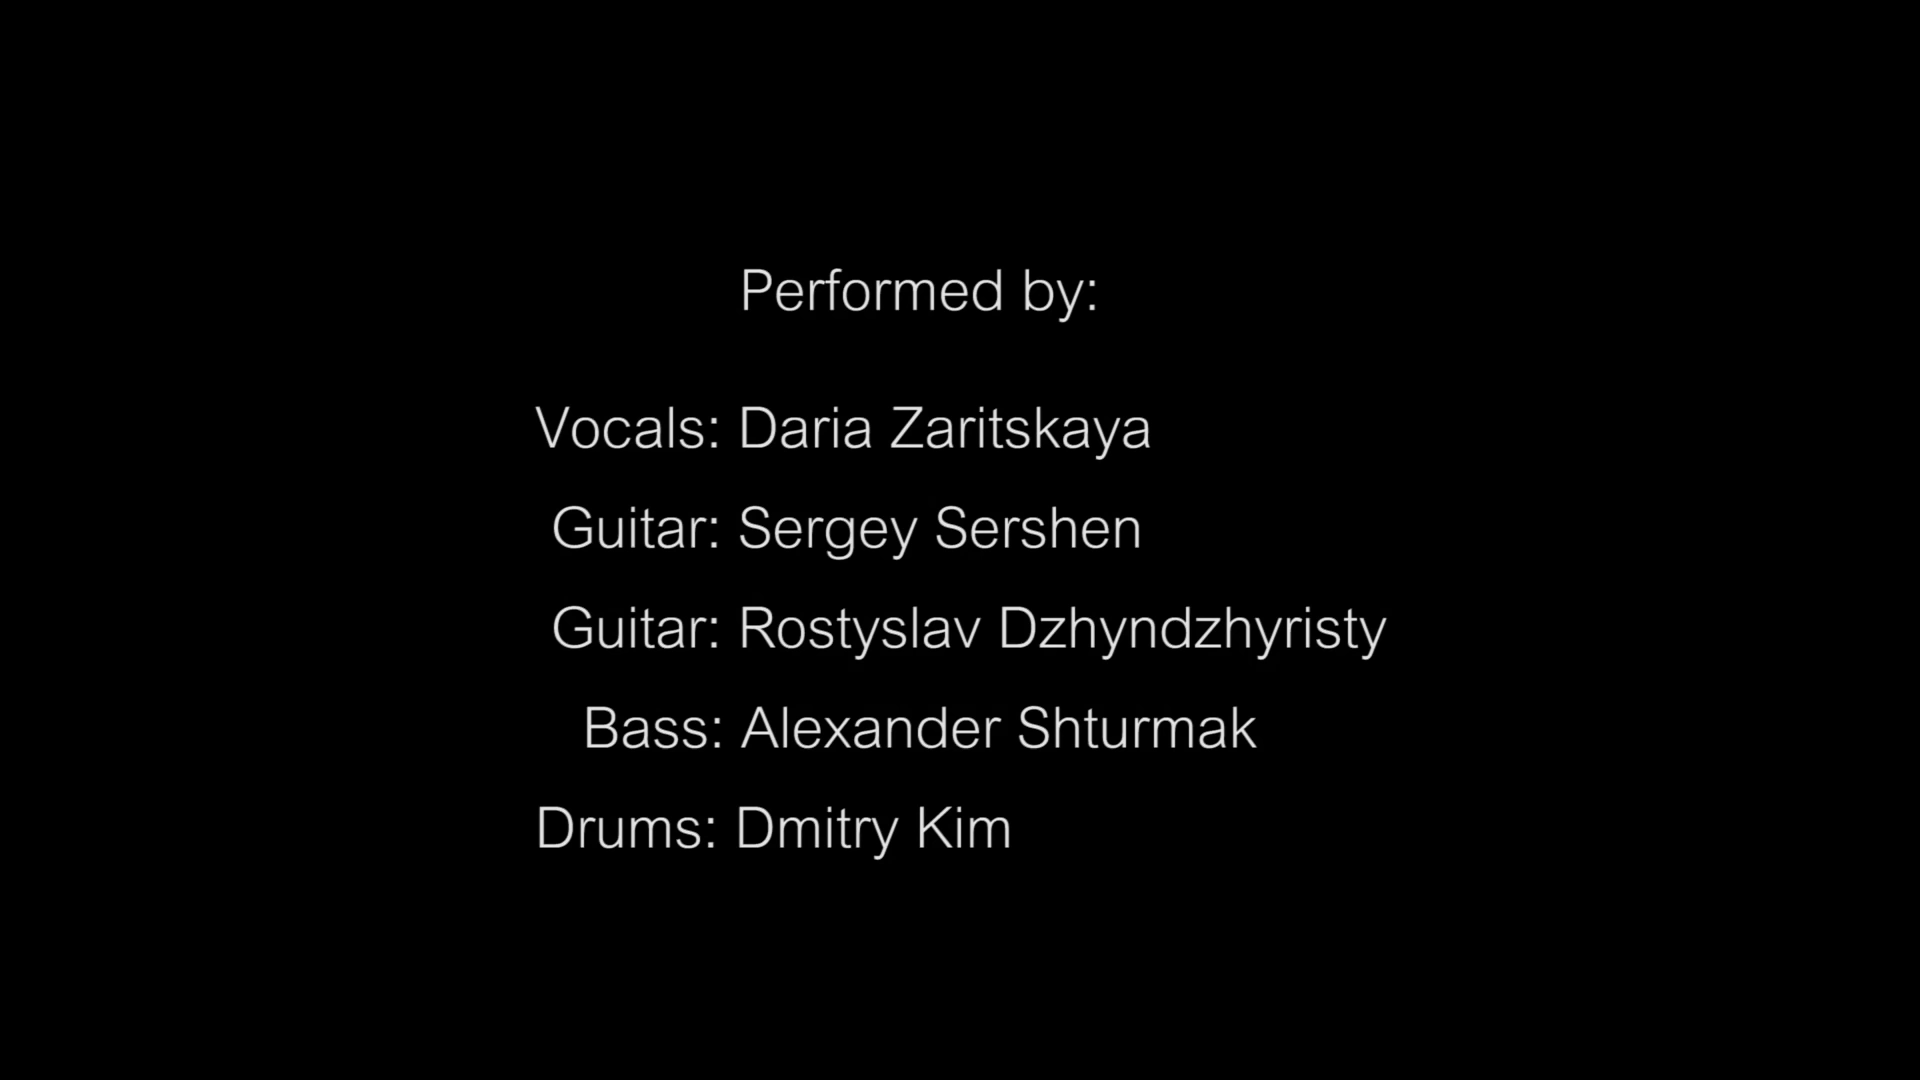 Performed by:
Vocals: Daria Zaritskaya
Guitar: Sergey Sershen
Guitar: Rostyslav Dzhyndzhyristy
Bass: Alexander Shturmak
Drums: Dmitry Kim